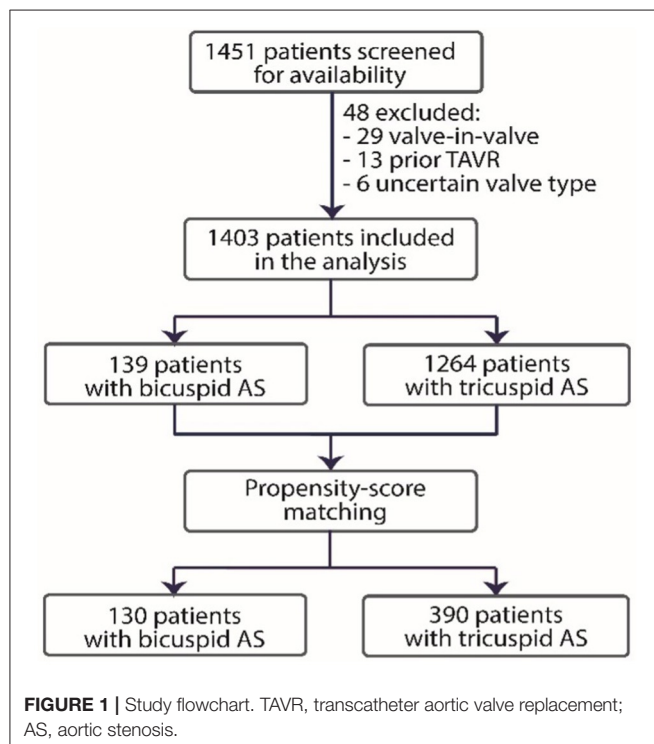 1451 patients screened
for availability
48 excluded:
- 29 valve-in-valve
- 13 prior TAVR
- 6 uncertain valve type
1403 patients included
in the analysis
139 patients
with bicuspid AS
1264 patients
with tricuspid AS
Propensity-score
matching
130 patients
with bicuspid AS
390 patients
with tricuspid AS
FIGURE 1 | Study flowchart. TAVR, transcatheter aortic valve replacement;
AS, aortic stenosis.